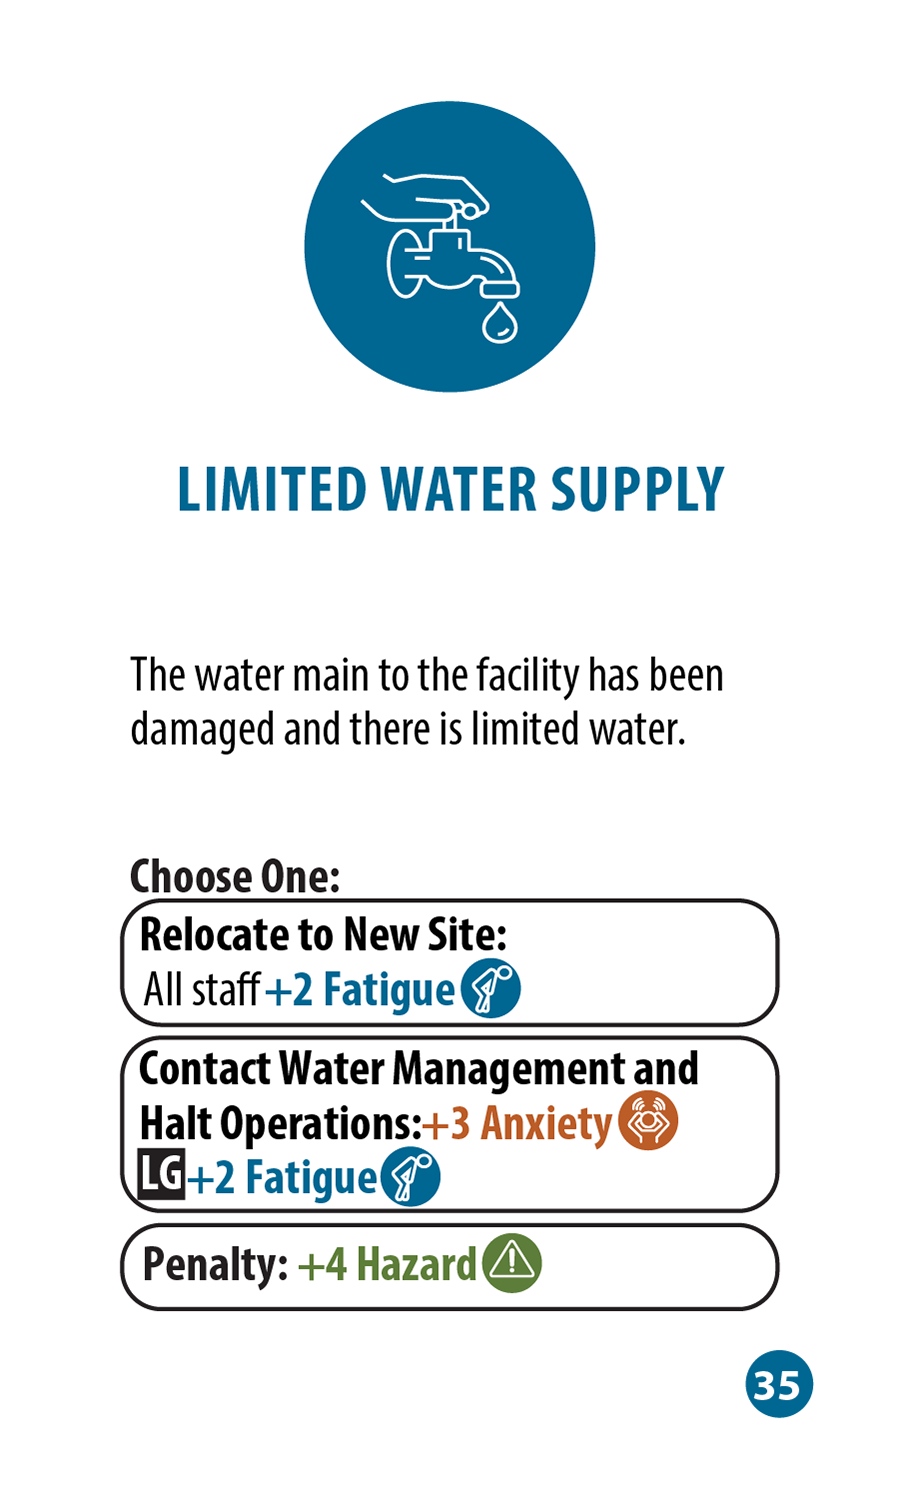 LIMITED WATER SUPPLY
The water main to the facility has been
damaged and there is limited water.
Choose One:
Relocate to New Site:
All staff +2 Fatigue
Contact Water Management and
Halt Operations: +3 Anxiety
LG +2 Fatigue
Penalty: +4 Hazard
35